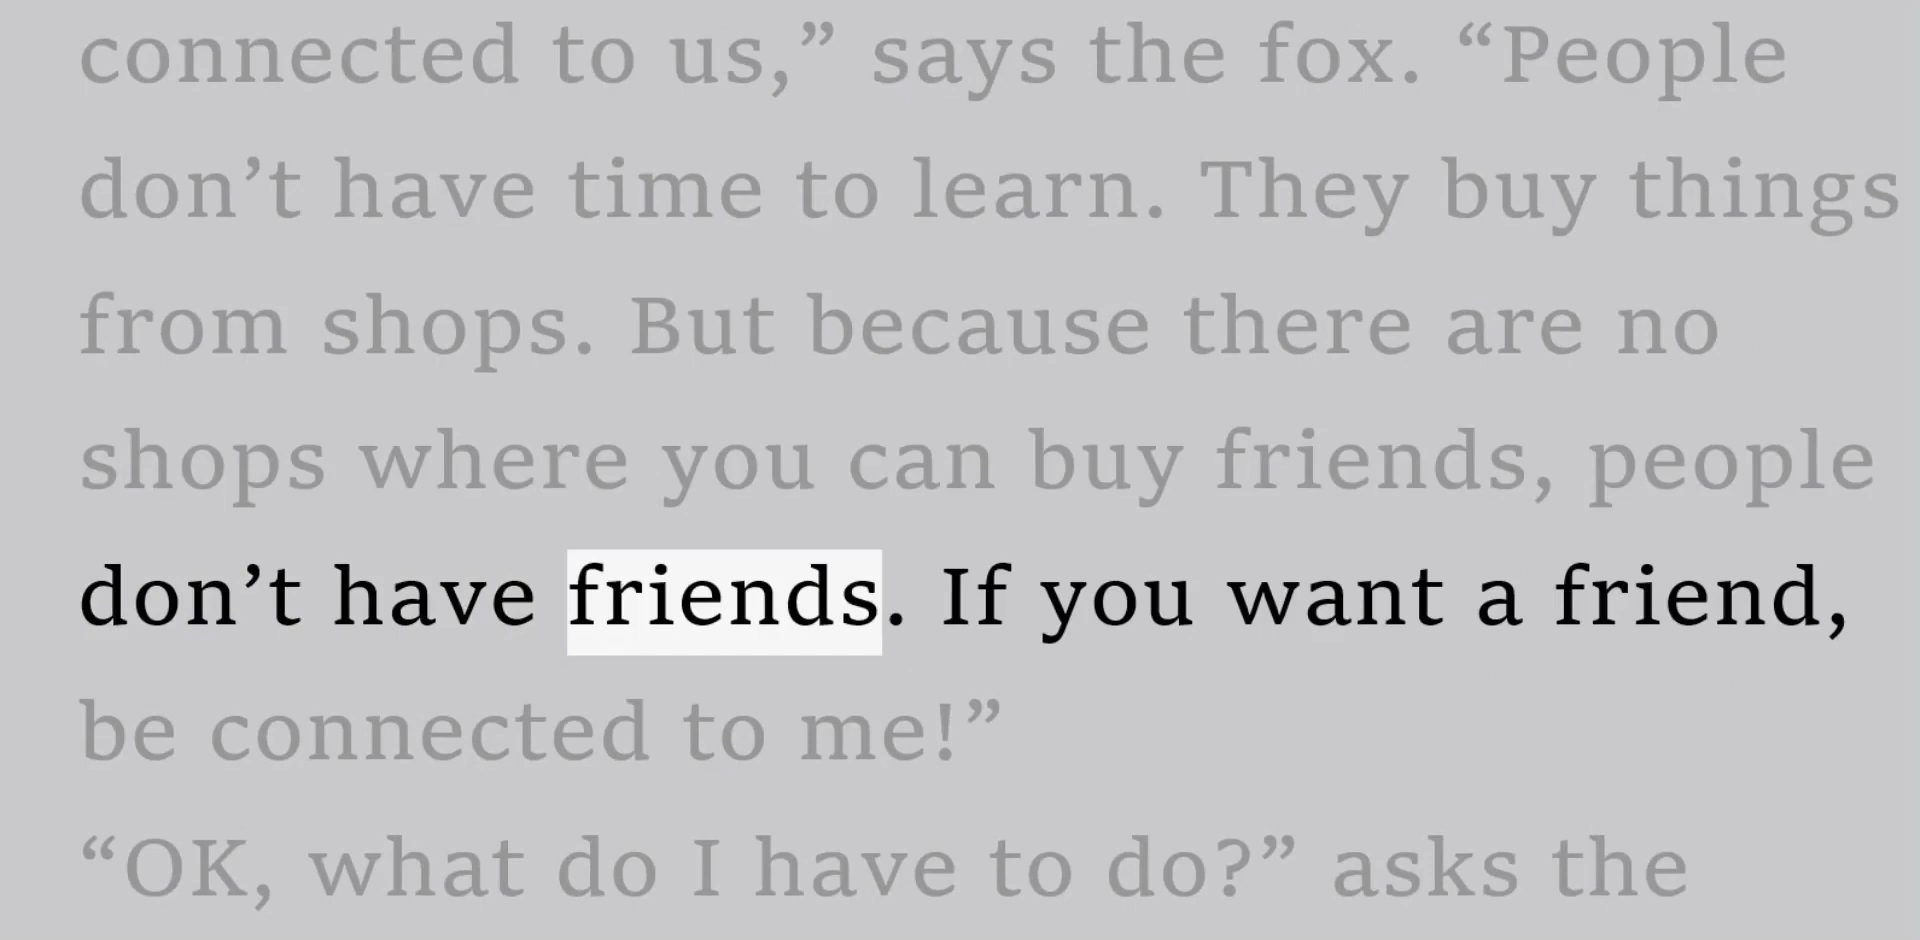 connected to us,” says the fox. “People
don’t have time to learn. They buy things
from shops. But because there are no
shops where you can buy friends, people
don’t have friends. If you want a friend,
be connected to me!”
“OK, what do I have to do?” asks the